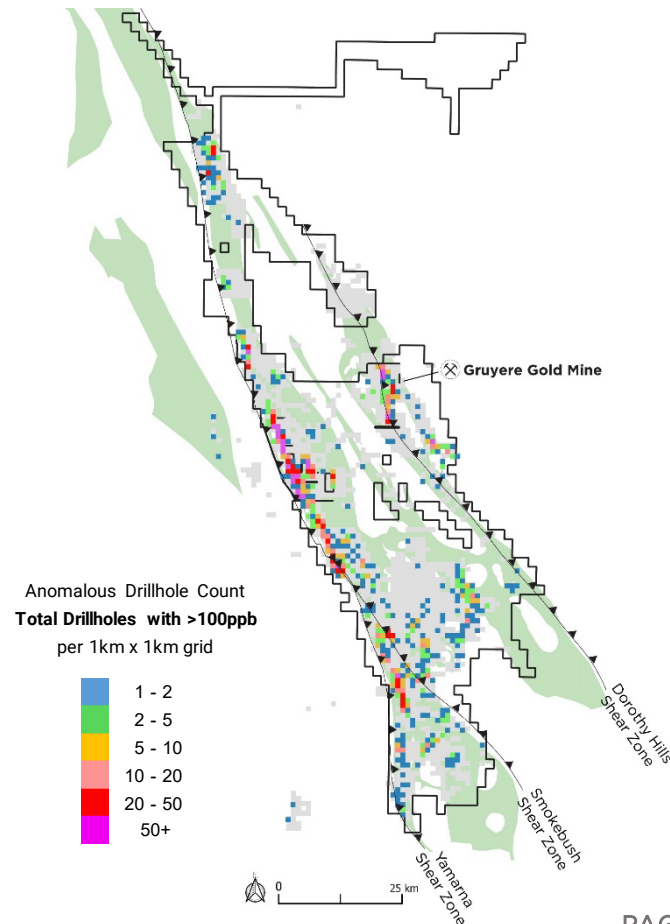 Gruyere Gold Mine
Anomalous Drillhole Count
Total Drillholes with >100ppb
per 1km x 1km grid
1 - 2
2 - 5
5 - 10
10 - 20
20 - 50
50+
Dorothy Hills
Shear Zone
Smokebush
Shear Zone
Yamarna
Shear Zone
0
25 km